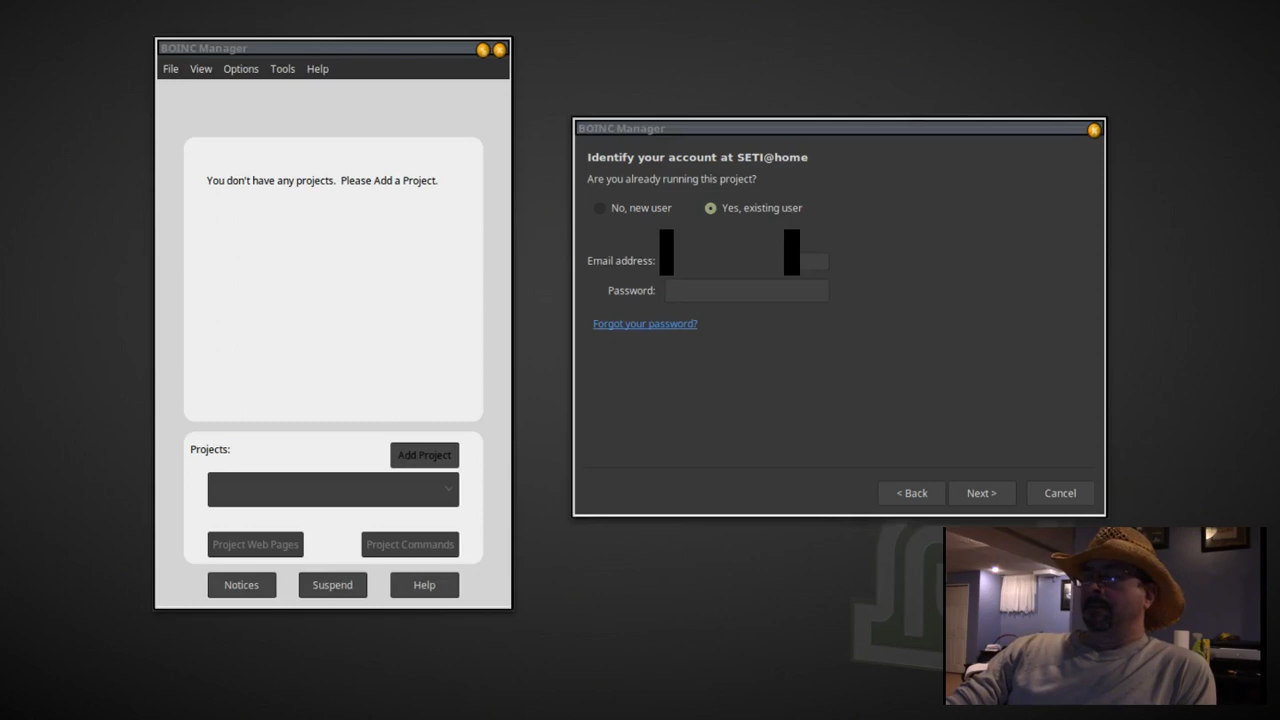 BOINC Manager
File View Options Tools Help
You don't have any projects. Please Add a Project.
Projects:
Add Project
Project Web Pages Project Commands
Notices Suspend Help
BOINC Manager
Identify your account at SETI@home
Are you already running this project?
No, new user Yes, existing user
Email address:
Password:
Forgot your password?
< Back Next > Cancel